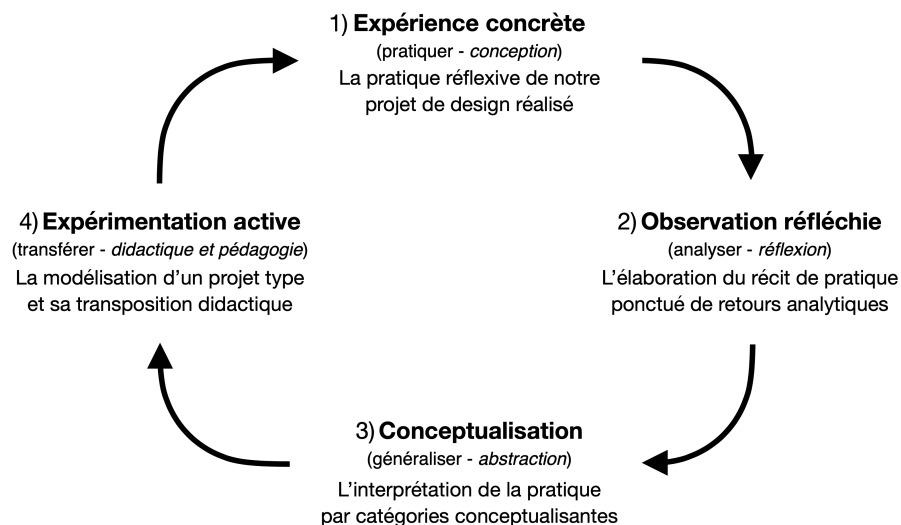 1) Expérience concrète
(pratiquer - conception)
La pratique réflexive de notre
projet de design réalisé
2) Observation réfléchie
(analyser - réflexion)
L’élaboration du récit de pratique
ponctué de retours analytiques
3) Conceptualisation
(généraliser - abstraction)
L’interprétation de la pratique
par catégories conceptualisantes
4) Expérimentation active
(transférer - didactique et pédagogie)
La modélisation d’un projet type
et sa transposition didactique